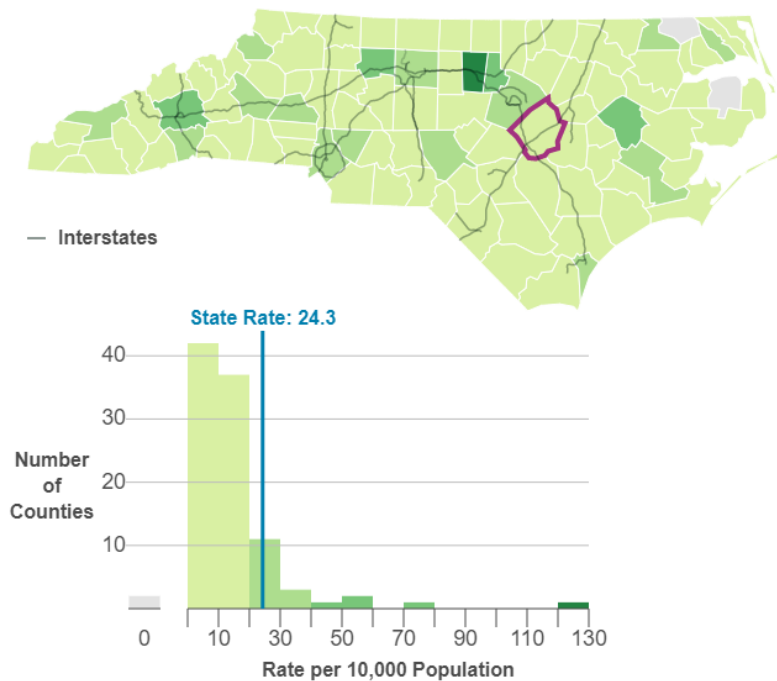 — Interstates
State Rate: 24.3
40
30
20
10
Number
of
Counties
0 10 30 50 70 90 110 130
Rate per 10,000 Population